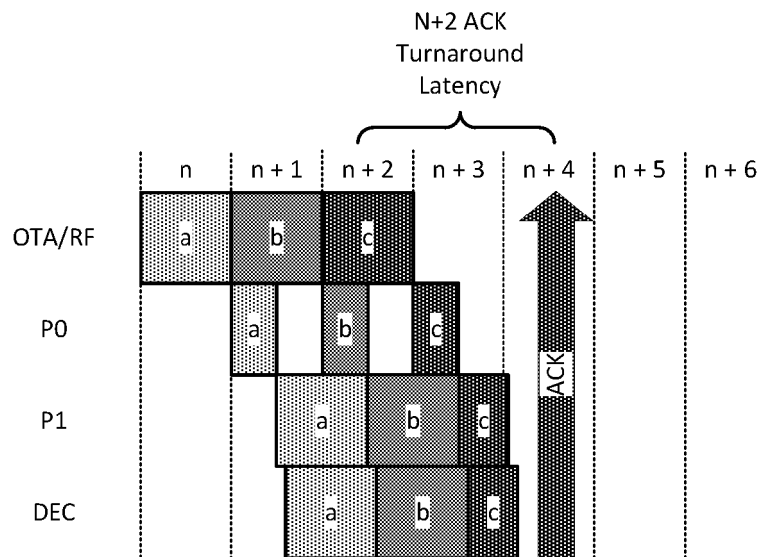 N+2 ACK
Turnaround
Latency
n n + 1 n + 2 n + 3 n + 4 n + 5 n + 6
OTA/RF a b c
P0 a b c
P1 a b c
DEC a b c
ACK